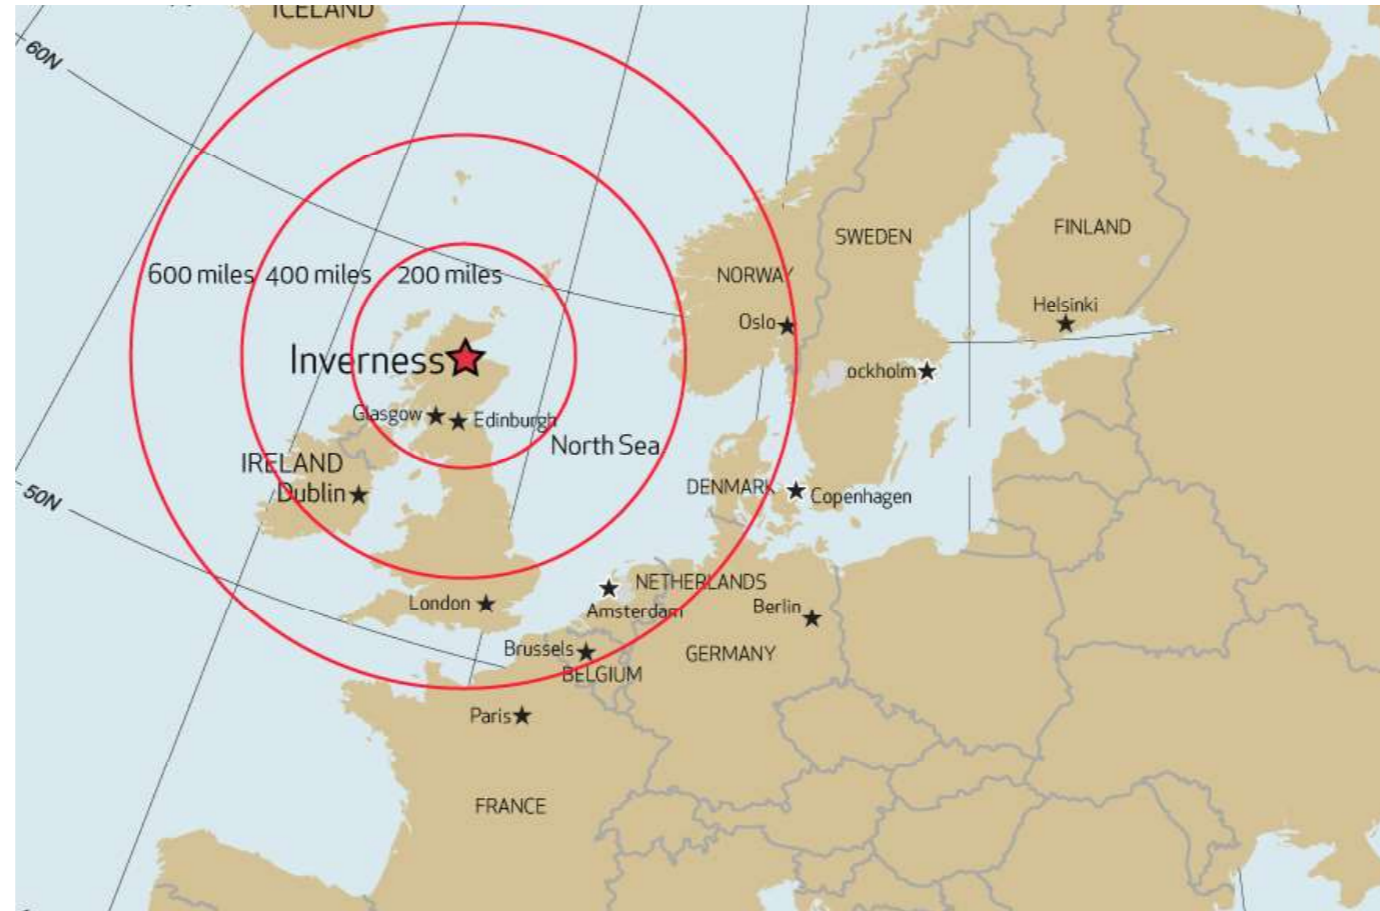 ICELAND
60N
SWEDEN
FINLAND
600 miles
400 miles
200 miles
NORWAY
Helsinki
Oslo
Inverness
ockholm
Glasgow
Edinburgh
North Sea
IRELAND
Dublin
DENMARK
Copenhagen
50N
NETHERLANDS
London
Amsterdam
Berlin
Brussels
GERMANY
BELGIUM
Paris
FRANCE